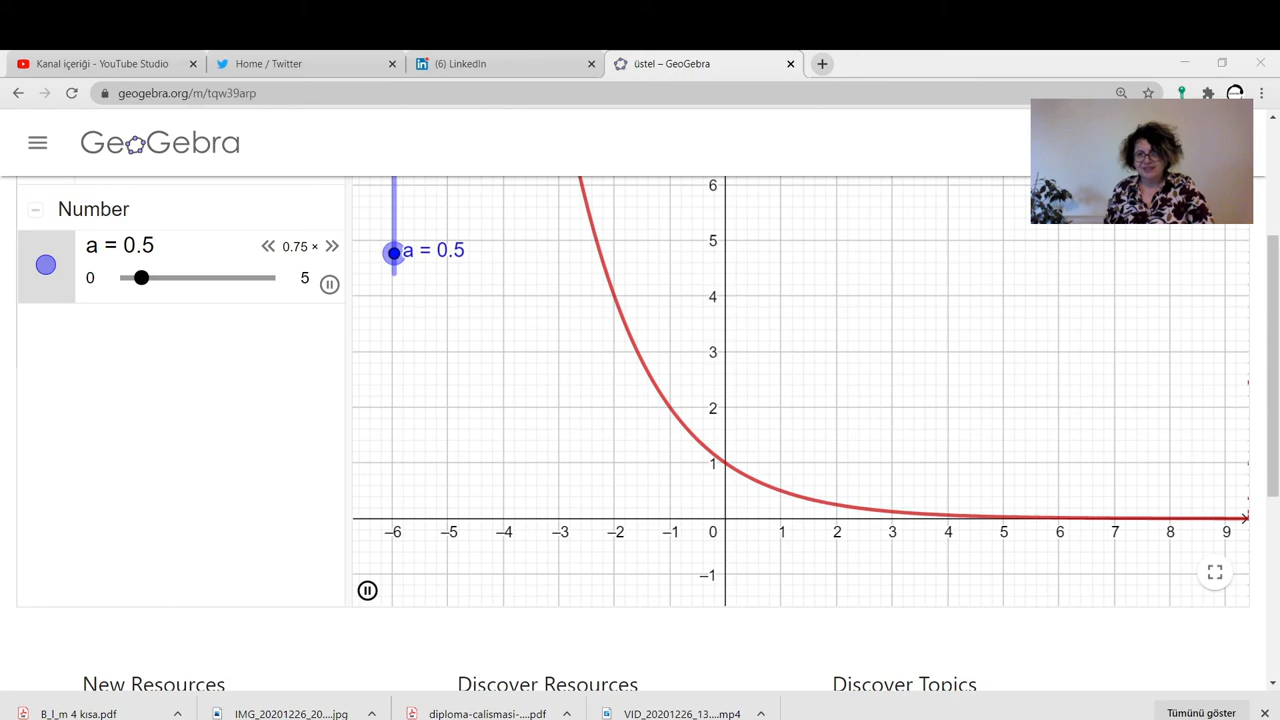 Kanal içeriği - YouTube Studio
Home / Twitter
(6) LinkedIn
üstel – GeoGebra
geogebra.org/m/tqw39arp
GeoGebra
Number
a = 0.5
0.75 ×
0
5
a = 0.5
6
5
4
3
2
1
–6
–5
–4
–3
–2
–1
0
1
2
3
4
5
6
7
8
9
–1
New Resources
Discover Resources
Discover Topics
B_l_m 4 kısa.pdf
IMG_20201226_20....jpg
diploma-calismasi-....pdf
VID_20201226_13....mp4
Tümünü göster